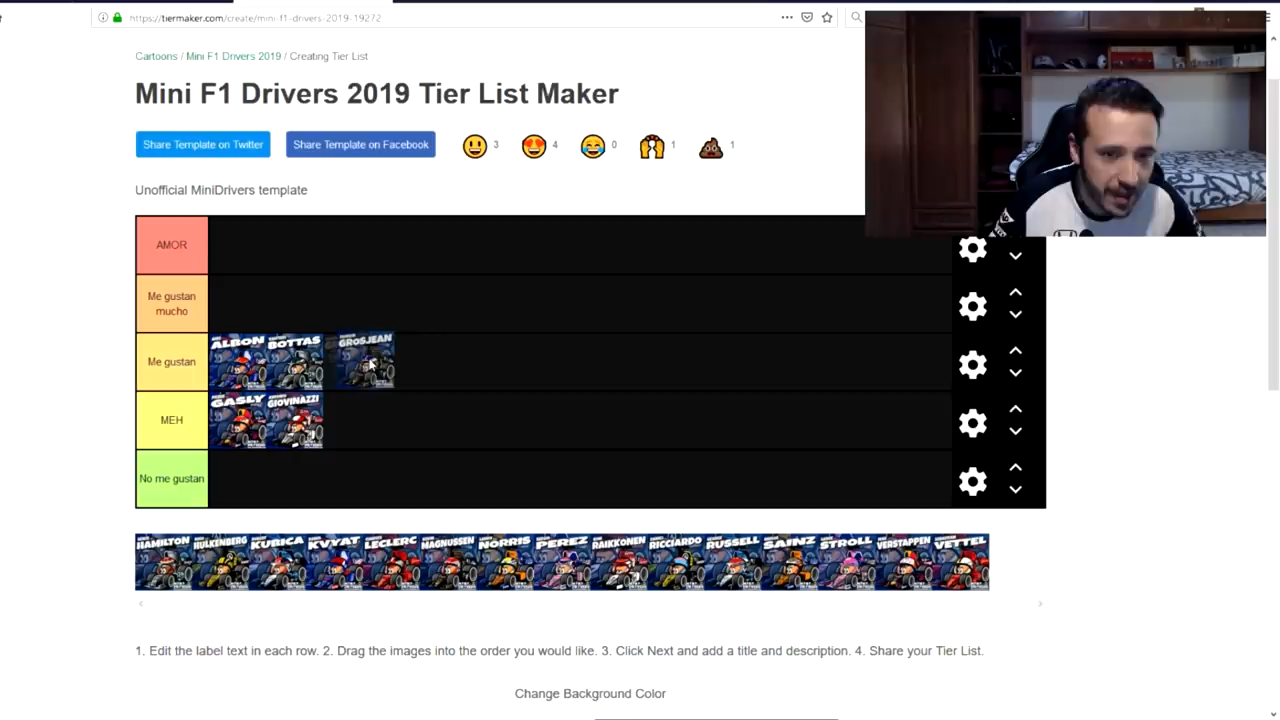 https://tiermaker.com/create/mini-f1-drivers-2019-19272
Cartoons / Mini F1 Drivers 2019 / Creating Tier List
Mini F1 Drivers 2019 Tier List Maker
Share Template on Twitter
Share Template on Facebook
3
4
0
1
1
Unofficial MiniDrivers template
AMOR
Me gustan
mucho
Me gustan
ALBON
BOTTAS
GROSJEAN
MEH
GASLY
GIOVINAZZI
No me gustan
HAMILTON
HULKENBERG
KUBICA
KVYAT
LECLERC
MAGNUSSEN
NORRIS
PEREZ
RAIKKONEN
RICCIARDO
RUSSELL
SAINZ
STROLL
VERSTAPPEN
VETTEL
1. Edit the label text in each row. 2. Drag the images into the order you would like. 3. Click Next and add a title and description. 4. Share your Tier List.
Change Background Color